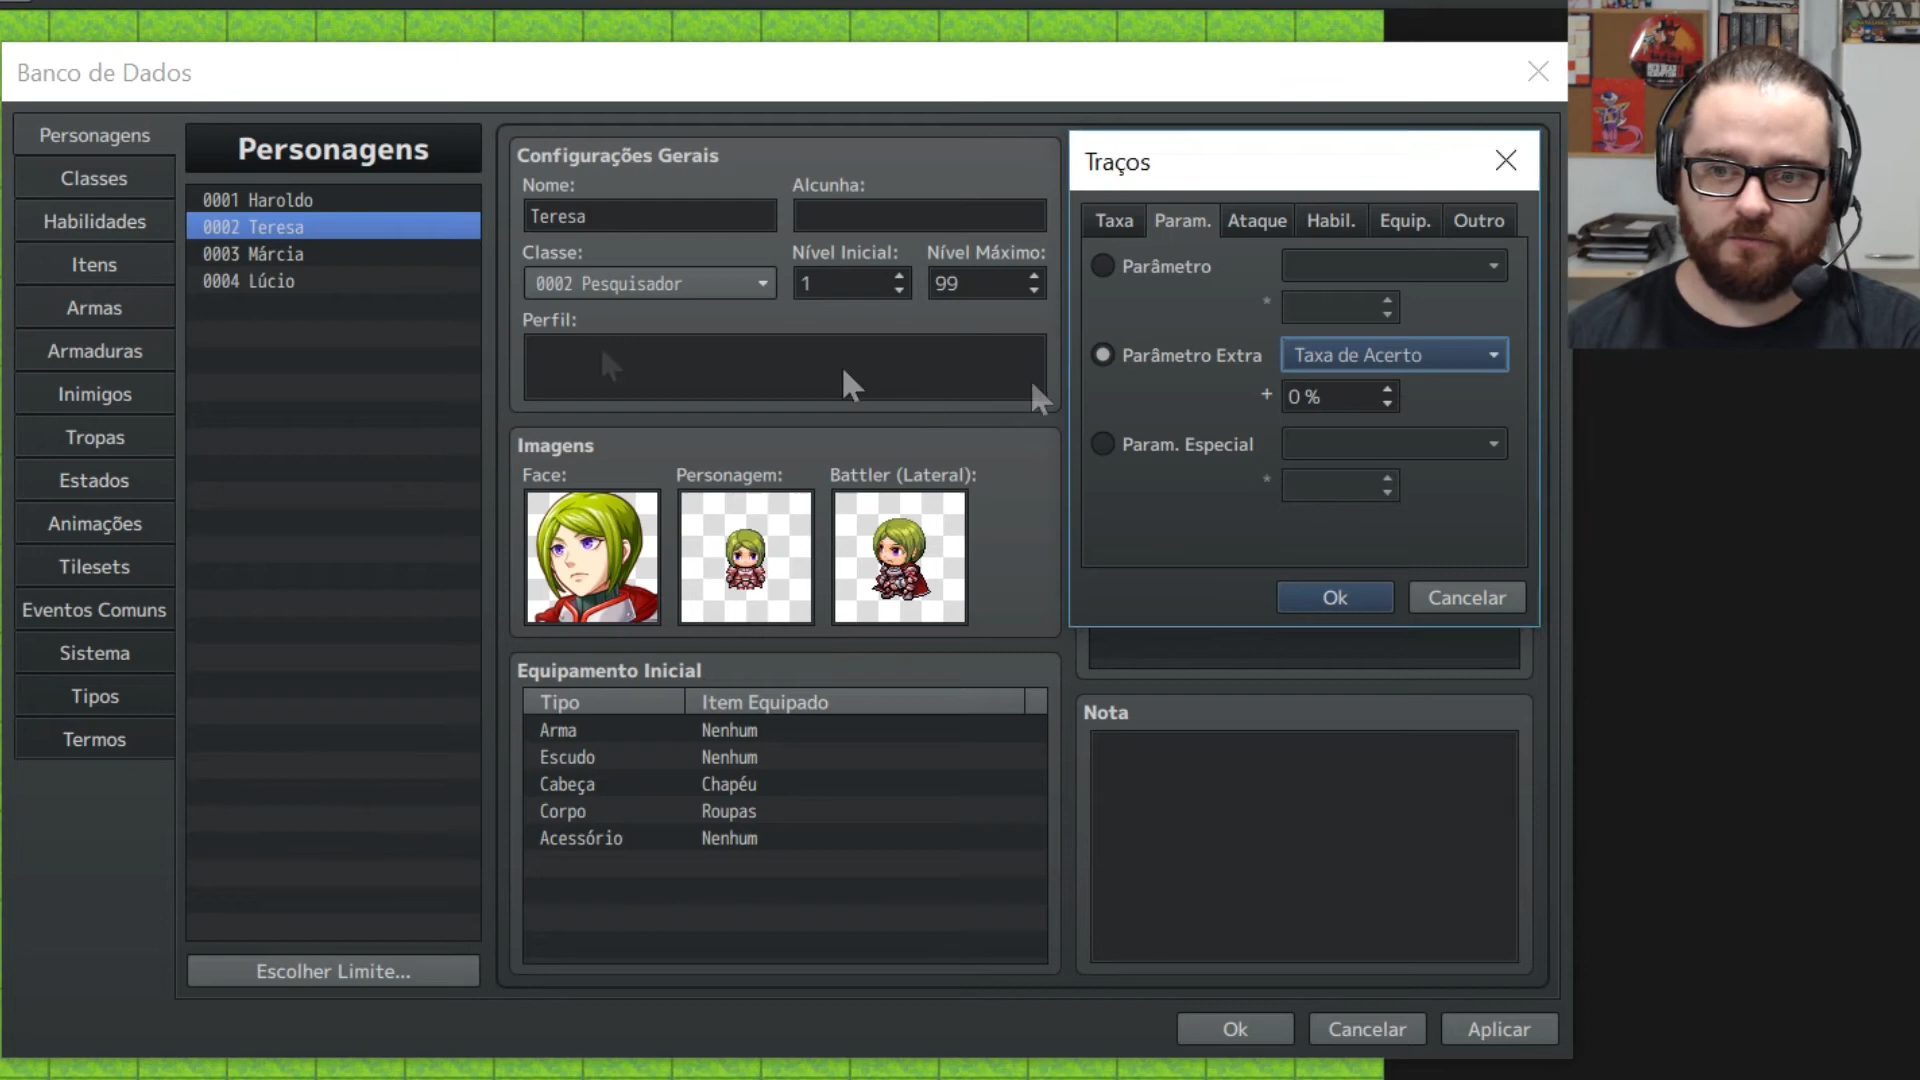 Banco de Dados
Personagens
Classes
Habilidades
Itens
Armas
Armaduras
Inimigos
Tropas
Estados
Animações
Tilesets
Eventos Comuns
Sistema
Tipos
Termos
Personagens
0001 Haroldo
0002 Teresa
0003 Márcia
0004 Lúcio
Escolher Limite...
Configurações Gerais
Nome:
Alcunha:
Teresa
Classe:
Nível Inicial:
Nível Máximo:
0002 Pesquisador
1
99
Perfil:
Imagens
Face:
Personagem:
Battler (Lateral):
Equipamento Inicial
Tipo
Item Equipado
Arma
Nenhum
Escudo
Nenhum
Cabeça
Chapéu
Corpo
Roupas
Acessório
Nenhum
Traços
Taxa
Param.
Ataque
Habil.
Equip.
Outro
Parâmetro
*
Parâmetro Extra
Taxa de Acerto
+
0 %
Param. Especial
*
Ok
Cancelar
Nota
Ok
Cancelar
Aplicar